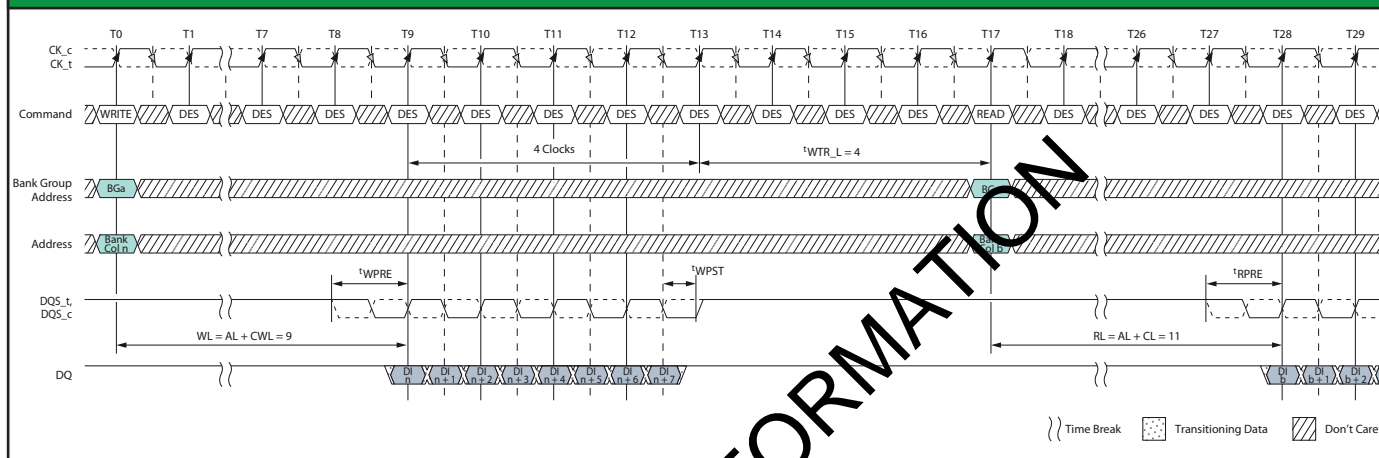 T0 T1 T7 T8 T9 T10 T11 T12 T13 T14 T15 T16 T17 T18 T26 T27 T28 T29
CK_c
CK_t
Command WRITE DES DES DES DES DES DES DES DES DES DES DES READ DES DES DES DES DES
4 Clocks tWTR_L = 4
Bank Group
Address
BGa
Address
Bank
Col n
Col b
tWPRE tWPST tRPRE
DQS_t,
DQS_c
WL = AL + CWL = 9 RL = AL + CL = 11
DQ
DI DI DI DI DI DI DI DI DI DI DI
n n + 1 n + 2 n + 3 n + 4 n + 5 n + 6 n + 7 b b + 1 b + 2
Time Break Transitioning Data Don't Care
FORMATION